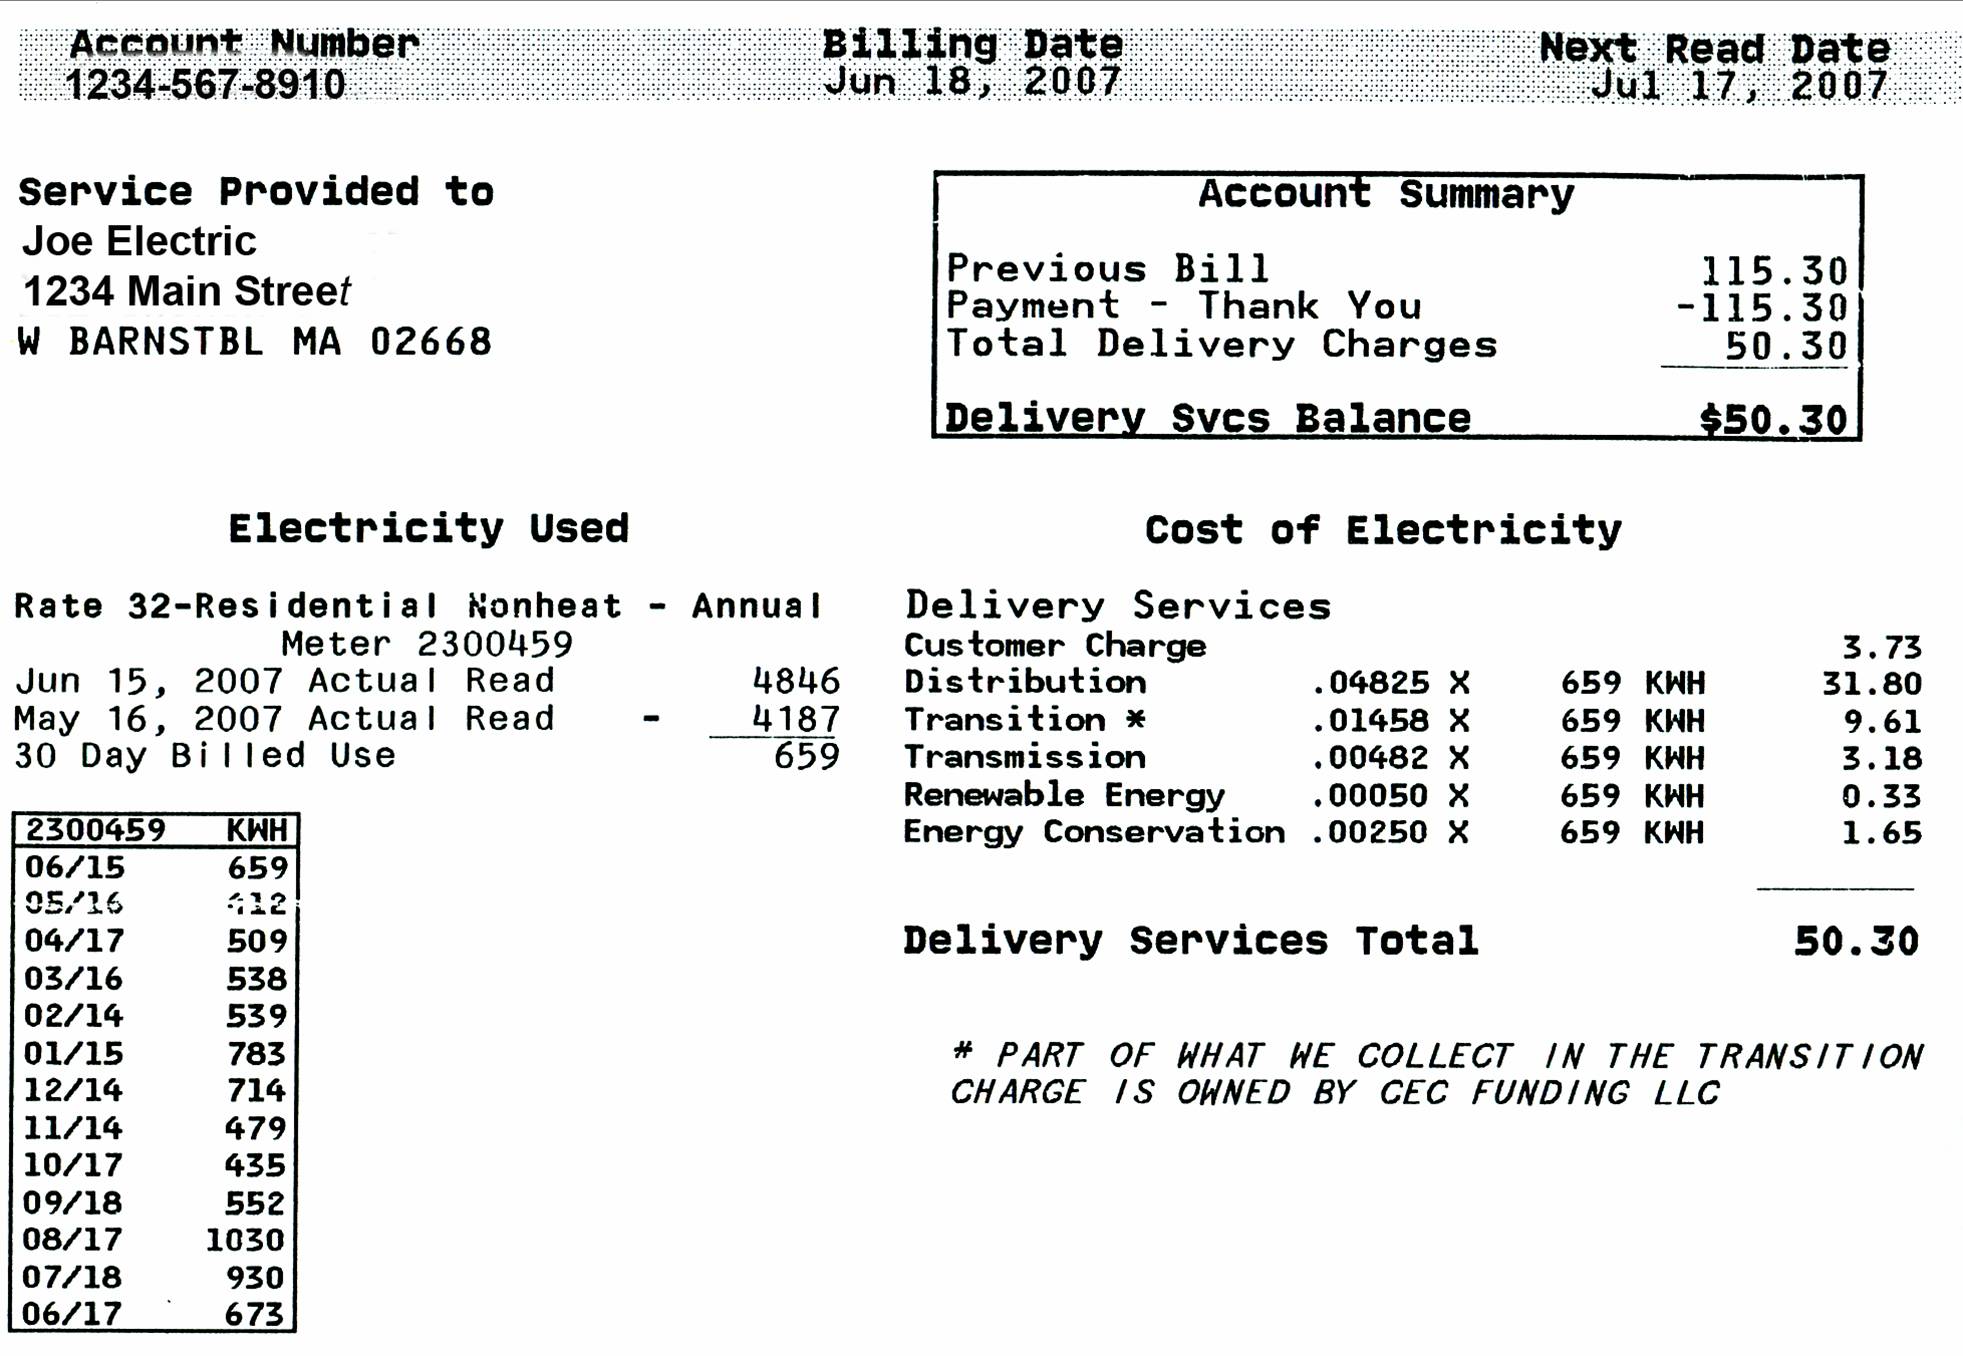 Account Number Billing Date Next Read Date
1234-567-8910 Jun 18, 2007 Jul 17, 2007
Service Provided to
Joe Electric
1234 Main Street
W BARNSTBL MA 02668
Account Summary
Previous Bill 115.30
Payment - Thank You -115.30
Total Delivery Charges 50.30
Delivery Svcs Balance $50.30
Electricity Used
Rate 32-Residential Nonheat - Annual
Meter 2300459
Jun 15, 2007 Actual Read 4846
May 16, 2007 Actual Read - 4187
30 Day Billed Use 659
2300459 KWH
06/15 659
05/16 412
04/17 509
03/16 538
02/14 539
01/15 783
12/14 714
11/14 479
10/17 435
09/18 552
08/17 1030
07/18 930
06/17 673
Cost of Electricity
Delivery Services
Customer Charge 3.73
Distribution .04825 X 659 KWH 31.80
Transition * .01458 X 659 KWH 9.61
Transmission .00482 X 659 KWH 3.18
Renewable Energy .00050 X 659 KWH 0.33
Energy Conservation .00250 X 659 KWH 1.65
Delivery Services Total 50.30
* PART OF WHAT WE COLLECT IN THE TRANSITION
CHARGE IS OWNED BY CEC FUNDING LLC